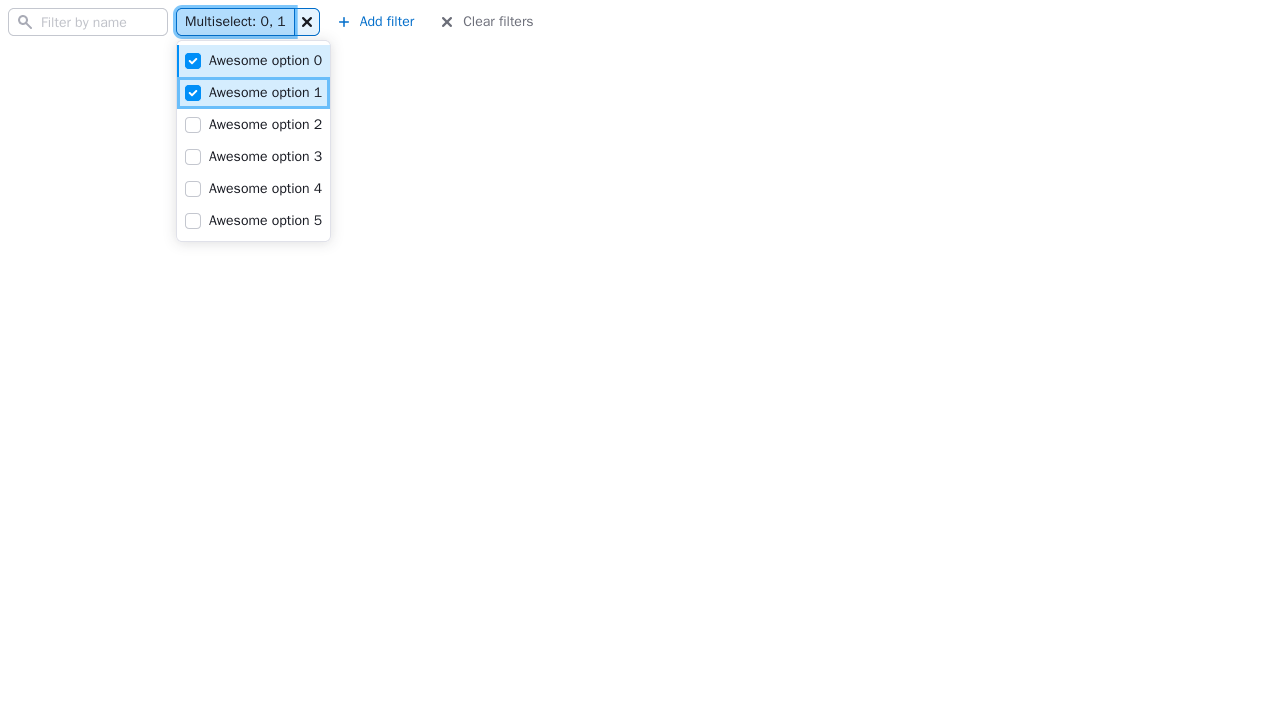 Filter by name Multiselect: 0, 1 Add filter Clear filters
Awesome option 0
Awesome option 1
Awesome option 2
Awesome option 3
Awesome option 4
Awesome option 5